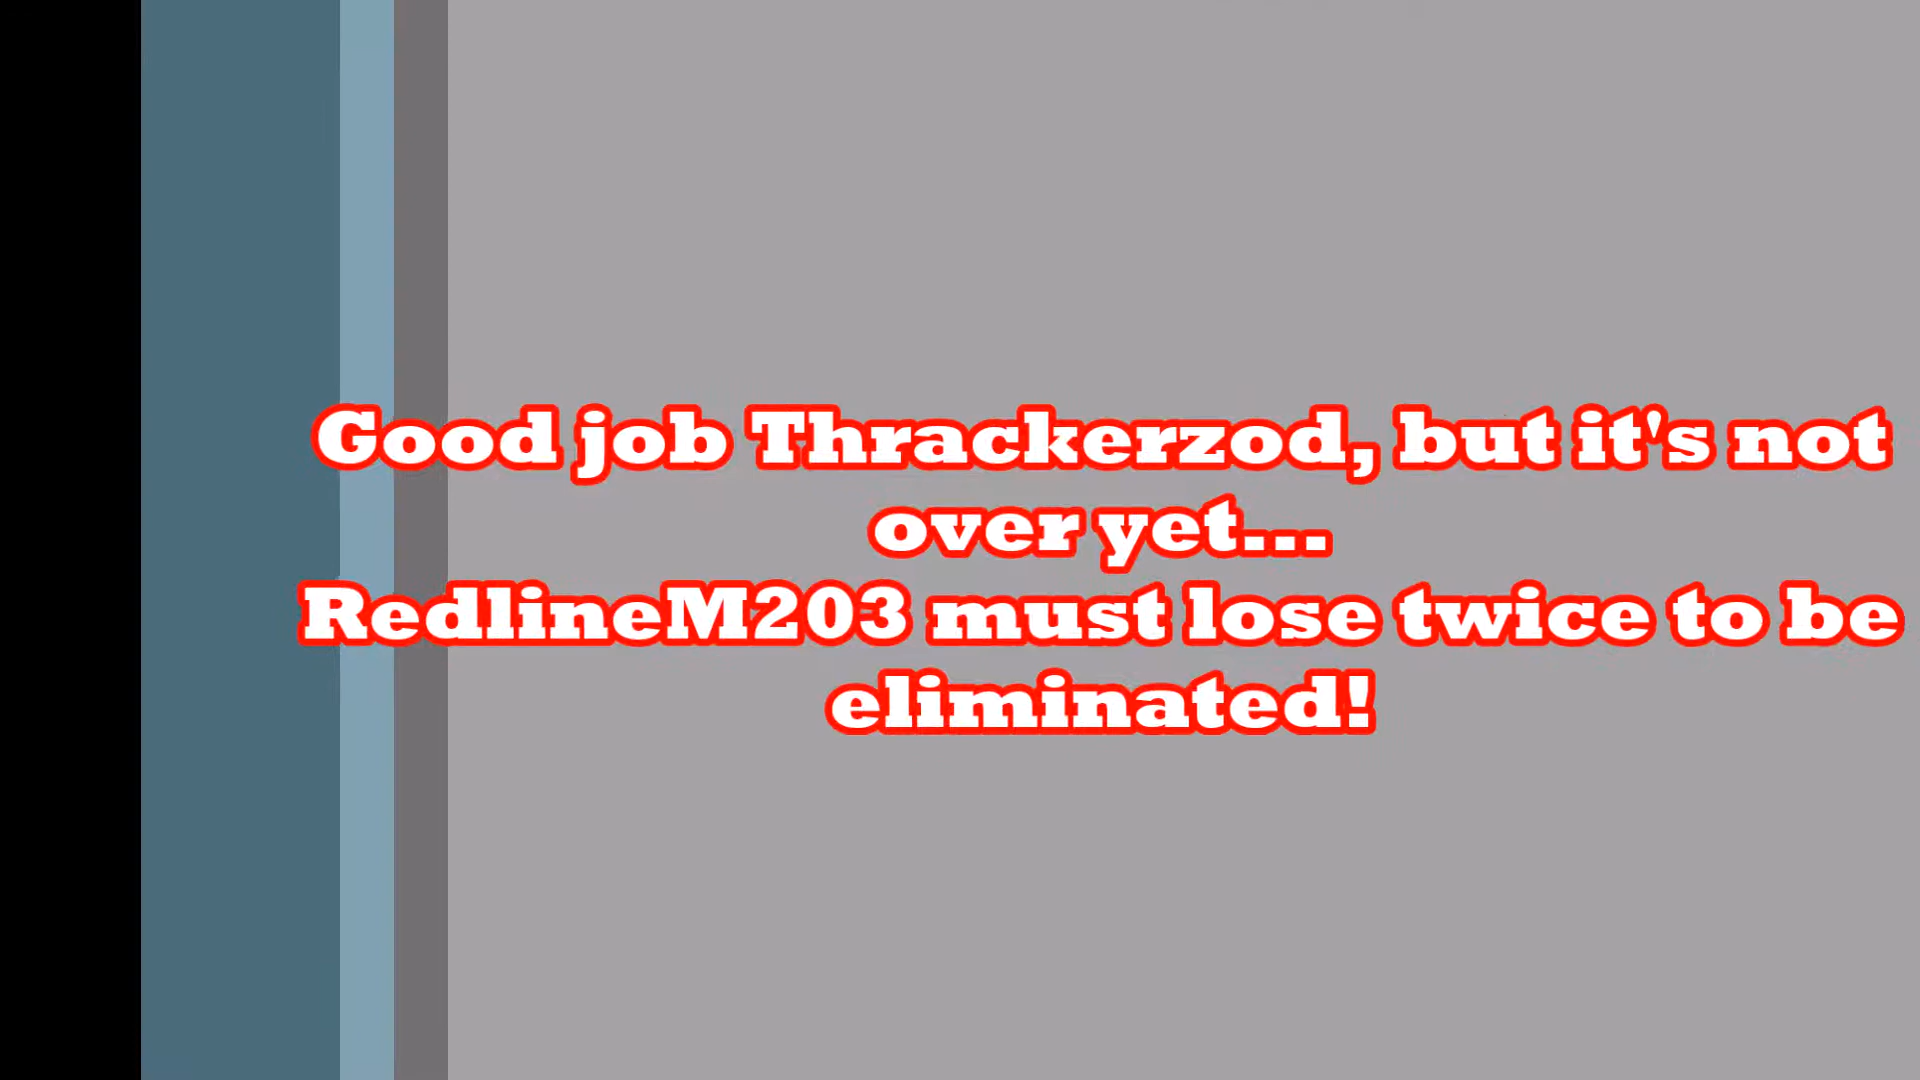 Good job Thrackerzod, but it's not
over yet...
RedlineM203 must lose twice to be
eliminated!